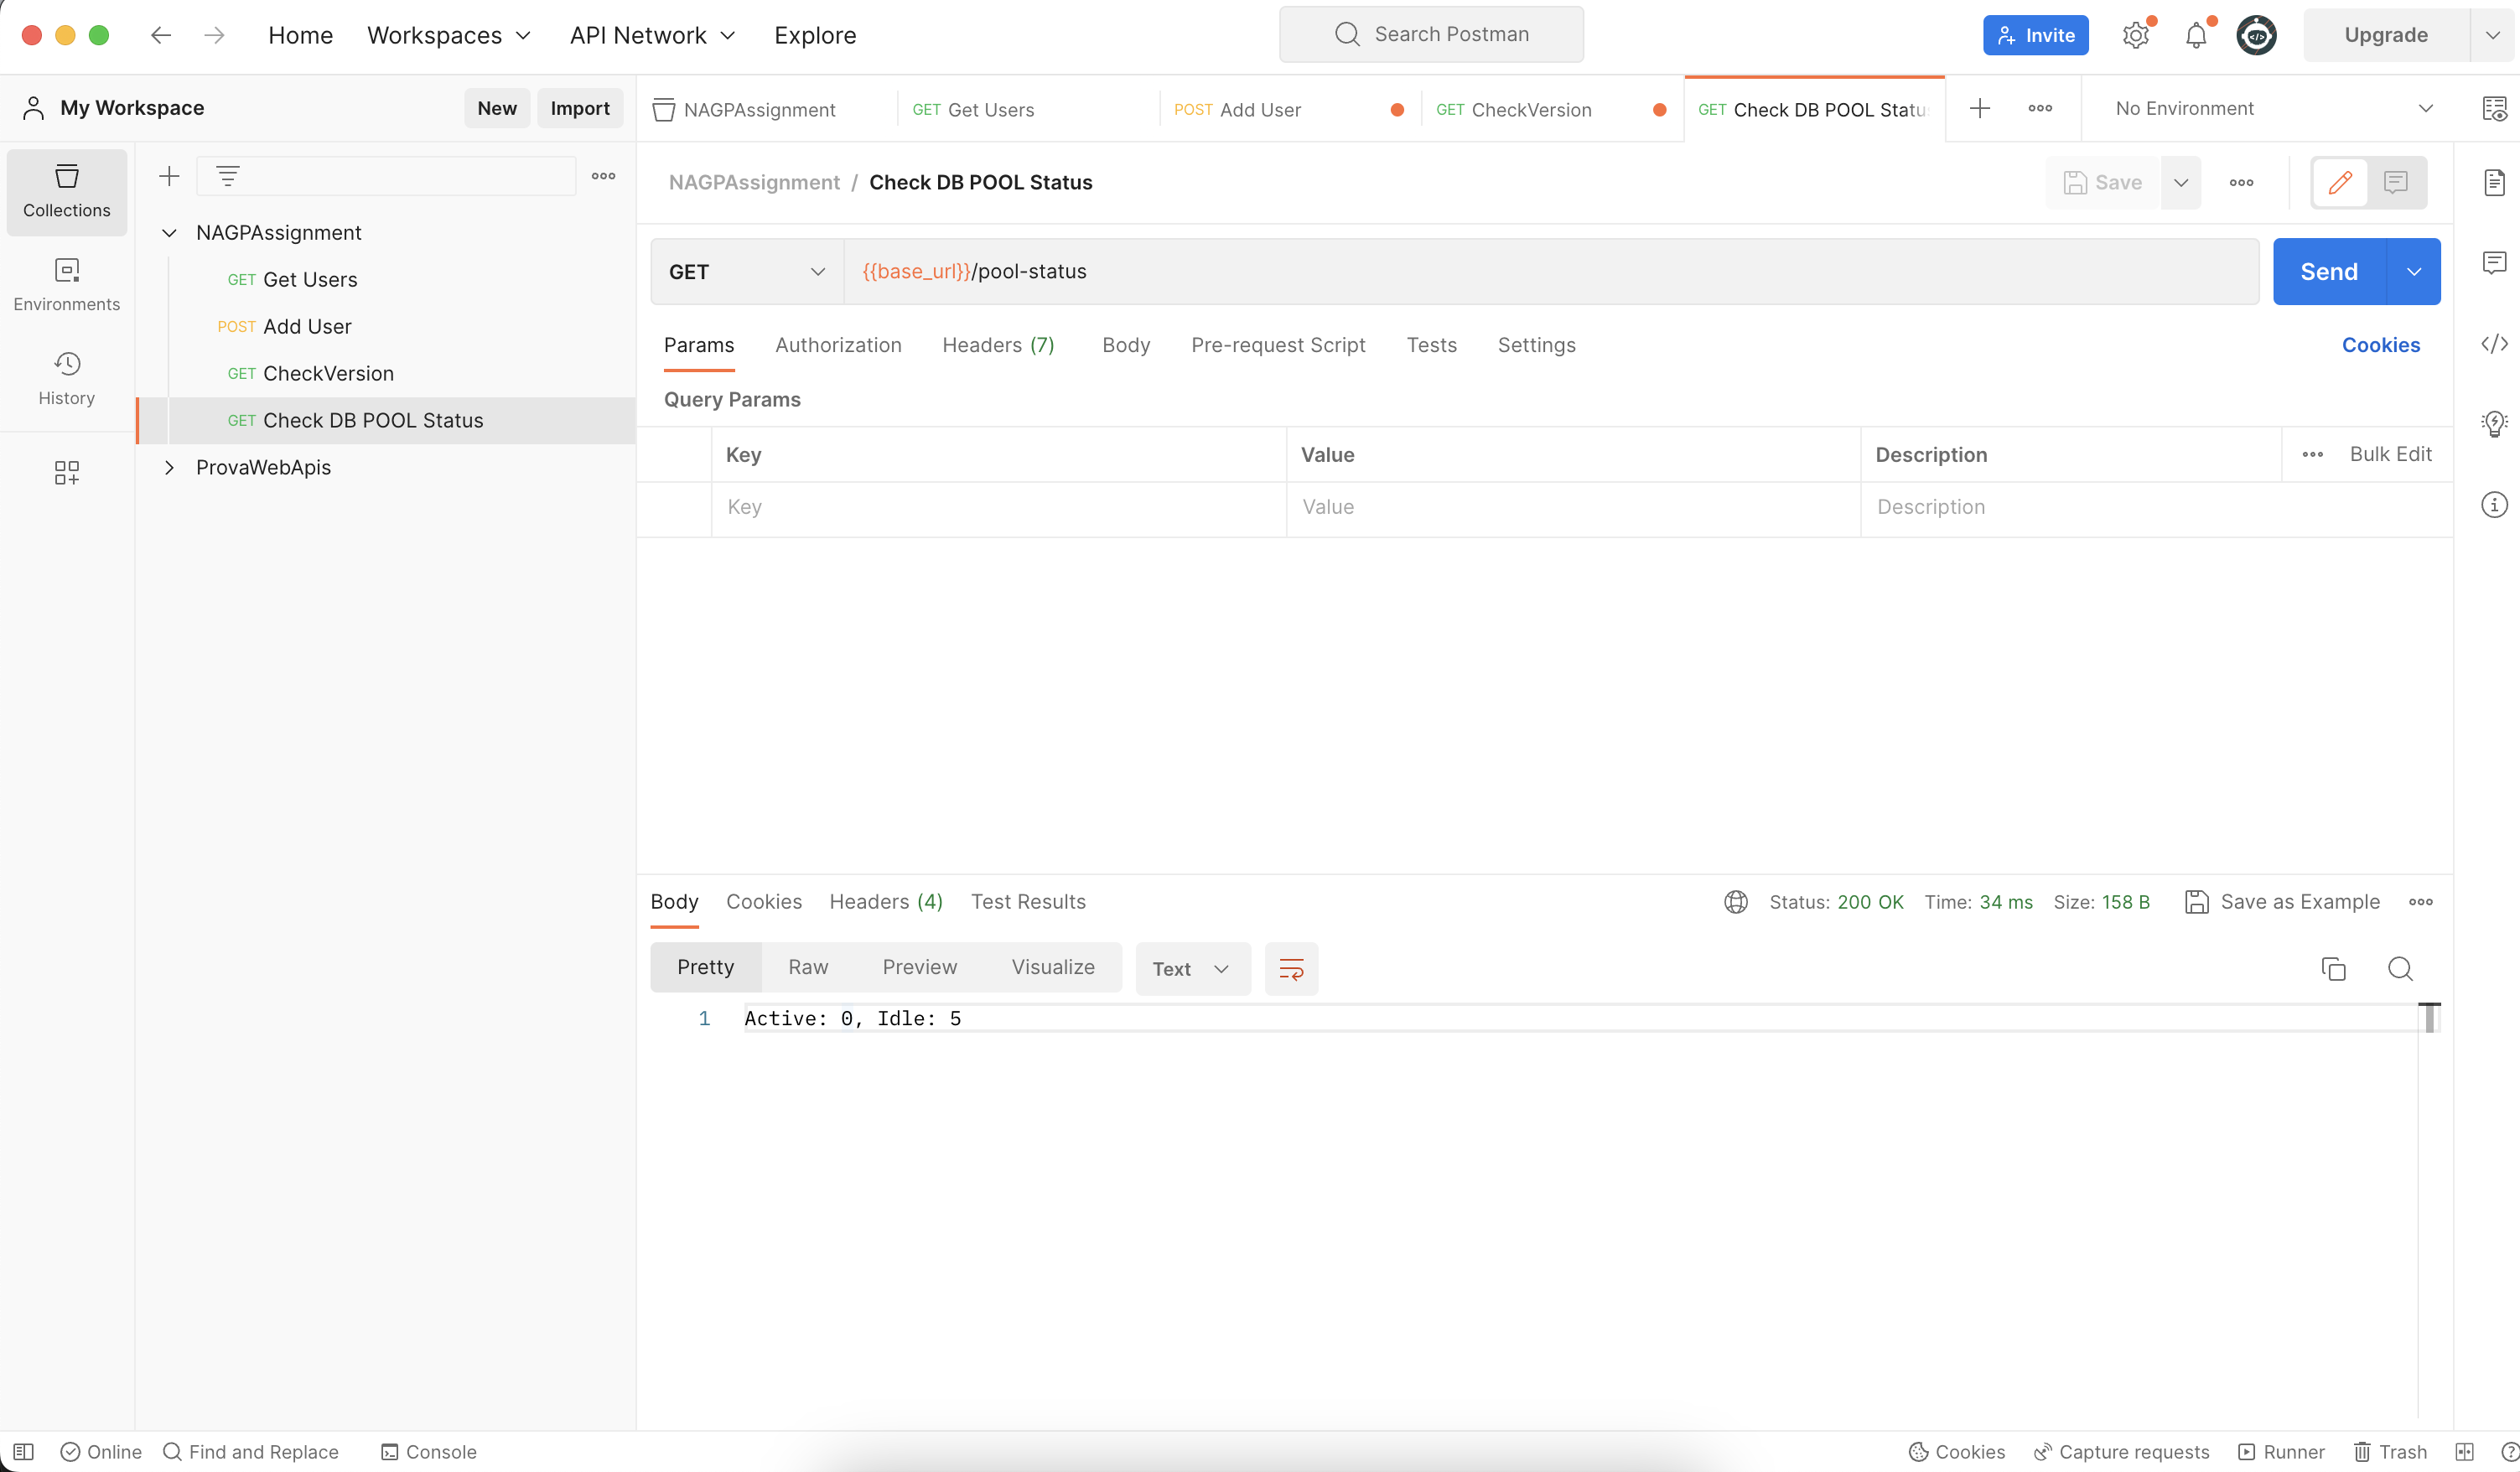 Home Workspaces API Network Explore Search Postman Invite Upgrade
My Workspace New Import
NAGPAssignment GET Get Users POST Add User GET CheckVersion GET Check DB POOL Statu No Environment
Collections
Environments
History
NAGPAssignment
GET Get Users
POST Add User
GET CheckVersion
GET Check DB POOL Status
ProvaWebApis
NAGPAssignment / Check DB POOL Status Save
GET {{base_url}}/pool-status Send
Params Authorization Headers (7) Body Pre-request Script Tests Settings Cookies
Query Params
Key Value Description Bulk Edit
Key Value Description
Body Cookies Headers (4) Test Results Status: 200 OK Time: 34 ms Size: 158 B Save as Example
Pretty Raw Preview Visualize Text
1 Active: 0, Idle: 5
Online Find and Replace Console Cookies Capture requests Runner Trash